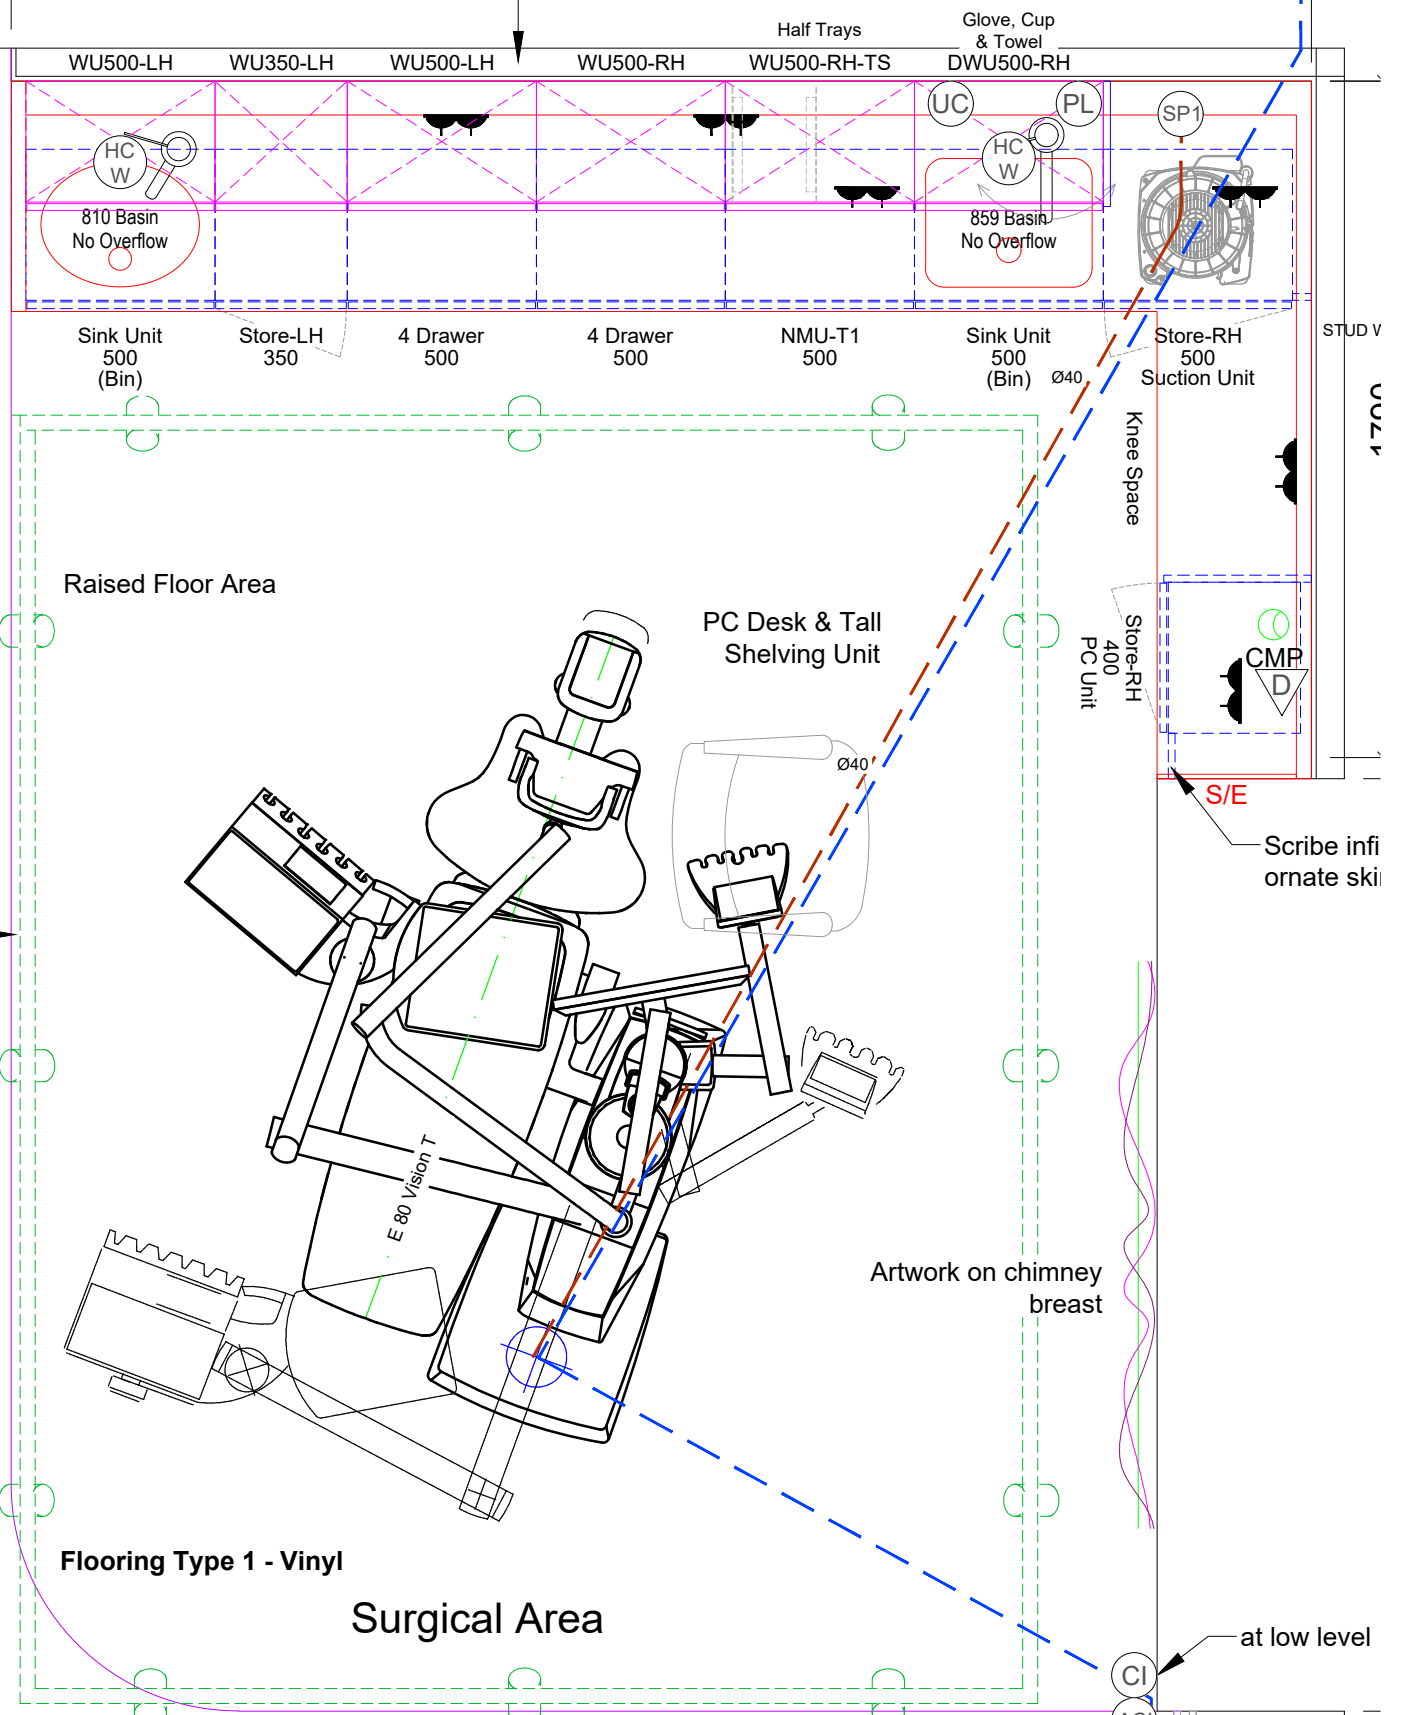 Half Trays
Glove, Cup
& Towel
WU500-LH
WU350-LH
WU500-LH
WU500-RH
WU500-RH-TS
DWU500-RH
UC
PL
SP1
HC
W
HC
W
810 Basin
No Overflow
859 Basin
No Overflow
Sink Unit
500
(Bin)
Store-LH
350
4 Drawer
500
4 Drawer
500
NMU-T1
500
Sink Unit
500
(Bin)
Store-RH
500
Suction Unit
STUD
Ø40
Knee Space
Raised Floor Area
PC Desk & Tall
Shelving Unit
Store-RH
400
PC Unit
CMP
D
Ø40
S/E
Scribe infi
ornate
E 80 Vision T
Artwork on chimney
breast
Flooring Type 1 - Vinyl
Surgical Area
at low level
CI